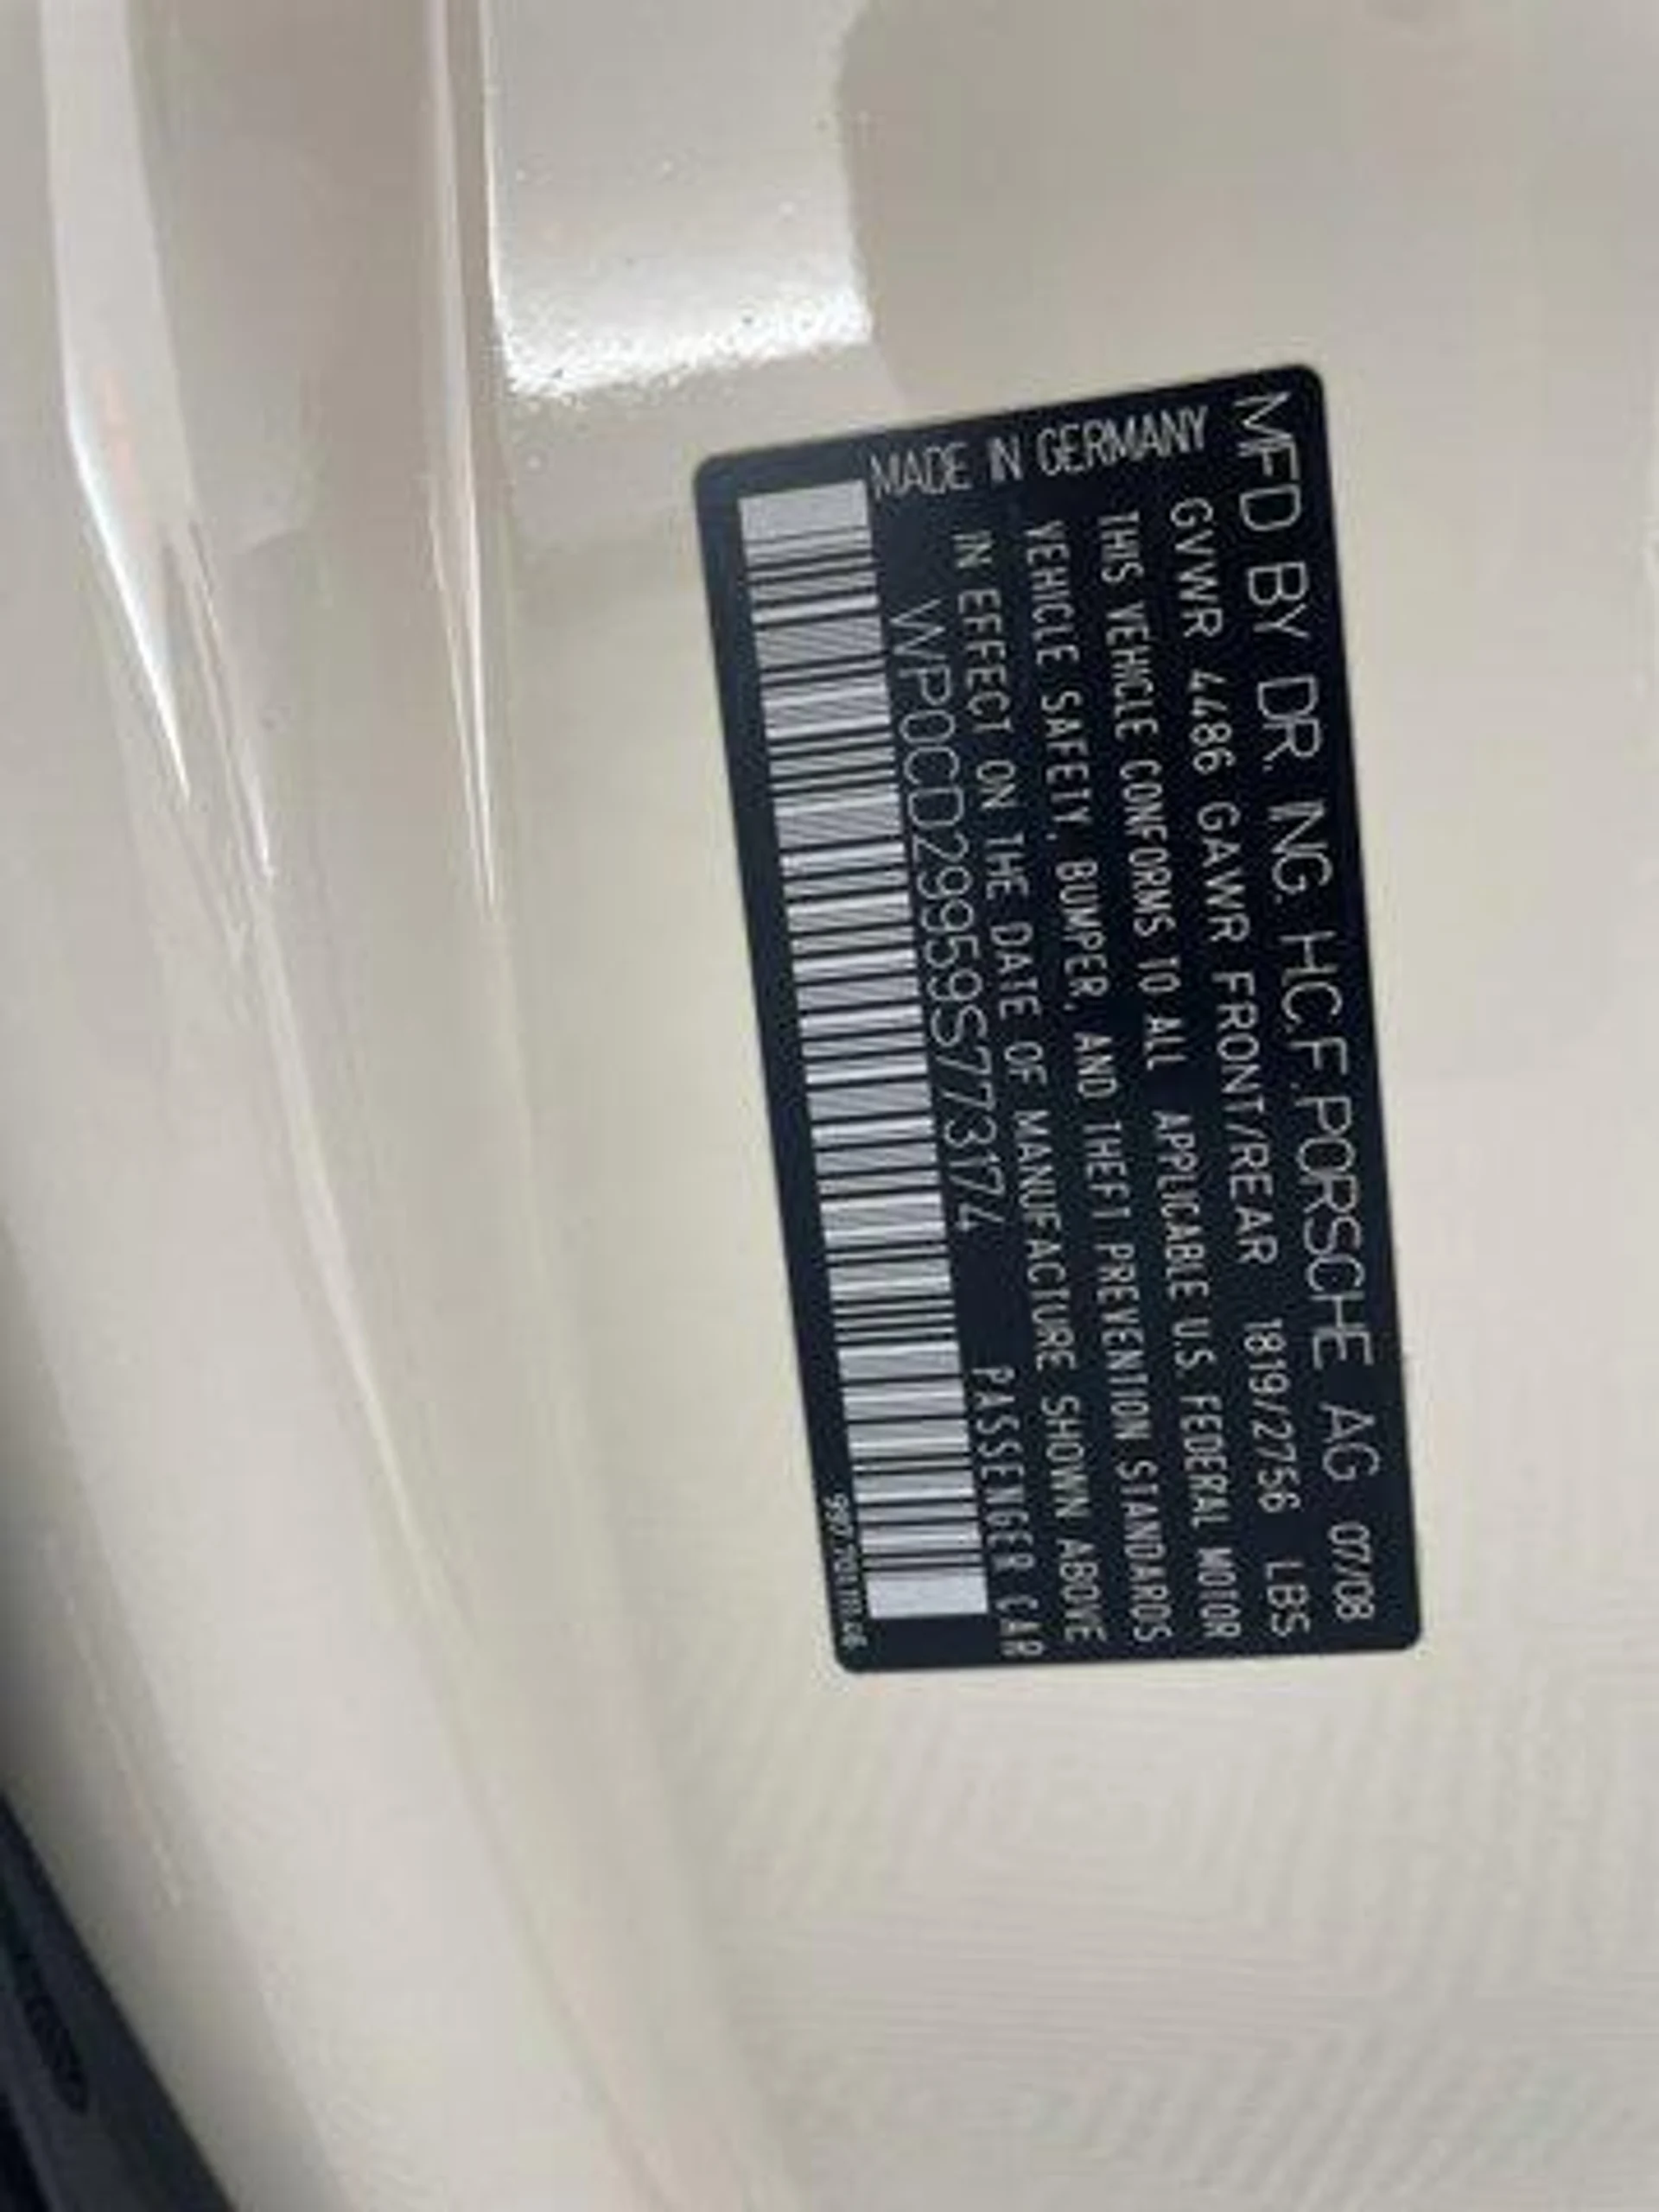 MFD BY DR. ING. H.C.F.PORSCHE AG 07/08
GVWR 4486 GAWR FRONT/REAR 1819/2756 LBS
THIS VEHICLE CONFORMS TO ALL APPLICABLE U.S. FEDERAL MOTOR
VEHICLE SAFETY, BUMPER, AND THEFT PREVENTION STANDARDS
IN EFFECT ON THE DATE OF MANUFACTURE SHOWN ABOVE
MADE IN GERMANY
WP0CD29959S773174 PASSENGER CAR